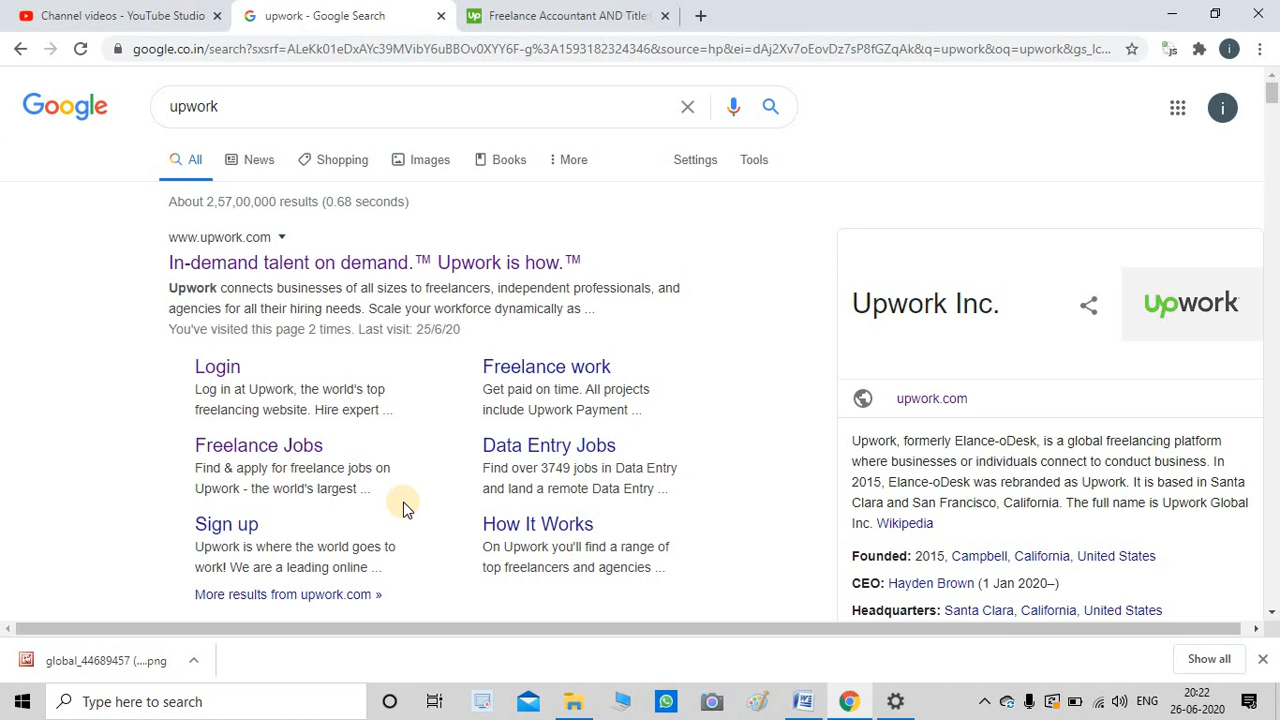 Channel videos - YouTube Studio
upwork - Google Search
Up Freelance Accountant AND Title:
google.co.in/search?sxsrf=ALeKk01eDxAYc39MVibY6uBBOv0XYY6F-g%3A1593182324346&source=hp&ei=dAj2Xv7oEovDz7sP8fGZqAk&q=upwork&oq=upwork&gs_lc...
i
Google
upwork
i
All News Shopping Images Books More Settings Tools
About 2,57,00,000 results (0.68 seconds)
www.upwork.com
In-demand talent on demand.™ Upwork is how.™
Upwork connects businesses of all sizes to freelancers, independent professionals, and
agencies for all their hiring needs. Scale your workforce dynamically as ...
You've visited this page 2 times. Last visit: 25/6/20
Login
Log in at Upwork, the world's top
freelancing website. Hire expert ...
Freelance work
Get paid on time. All projects
include Upwork Payment ...
Freelance Jobs
Find & apply for freelance jobs on
Upwork - the world's largest ...
Data Entry Jobs
Find over 3749 jobs in Data Entry
and land a remote Data Entry ...
Sign up
Upwork is where the world goes to
work! We are a leading online ...
How It Works
On Upwork you'll find a range of
top freelancers and agencies ...
More results from upwork.com »
Upwork Inc.
upwork
upwork.com
Upwork, formerly Elance-oDesk, is a global freelancing platform
where businesses or individuals connect to conduct business. In
2015, Elance-oDesk was rebranded as Upwork. It is based in Santa
Clara and San Francisco, California. The full name is Upwork Global
Inc. Wikipedia
Founded: 2015, Campbell, California, United States
CEO: Hayden Brown (1 Jan 2020–)
Headquarters: Santa Clara, California, United States
global_44689457 (....png
Show all
Type here to search
ENG
20:22
26-06-2020